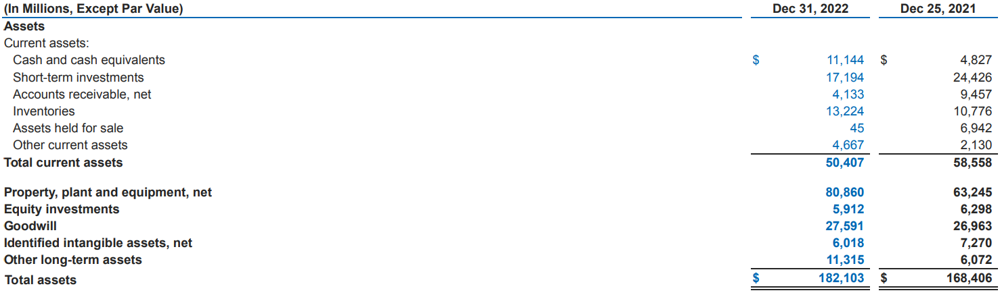 (In Millions, Except Par Value) Dec 31, 2022 Dec 25, 2021
Assets
Current assets:
Cash and cash equivalents $ 11,144 $ 4,827
Short-term investments 17,194 24,426
Accounts receivable, net 4,133 9,457
Inventories 13,224 10,776
Assets held for sale 45 6,942
Other current assets 4,667 2,130
Total current assets 50,407 58,558
Property, plant and equipment, net 80,860 63,245
Equity investments 5,912 6,298
Goodwill 27,591 26,963
Identified intangible assets, net 6,018 7,270
Other long-term assets 11,315 6,072
Total assets $ 182,103 $ 168,406